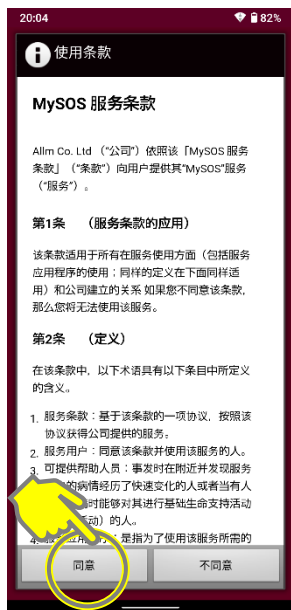 20:04
82%
使用条款
MySOS 服务条款
Allm Co. Ltd （“公司”）依照该「MySOS 服务
条款」（“条款”）向用户提供其“MySOS”服务
（“服务”）。
第1条 （服务条款的应用）
该条款适用于所有在服务使用方面（包括服务
应用程序的使用：同样的定义在下面同样适
用）和公司建立的关系 如果您不同意该条款，
那么您将无法使用该服务。
第2条 （定义）
在该条款中，以下术语具有以下条目中所定义
的含义。
1. 服务条款：基于该条款的一项协议，按照该
协议获得公司提供的服务。
2. 服务用户：同意该条款并使用该服务的人。
3. 可提供帮助人员：事发时在附近并发现服务
的病情经历了快速变化的人或者当有人
时能够对其进行基础生命支持活动
动）的人。
4. 是指为了使用该服务所需的
同意
不同意